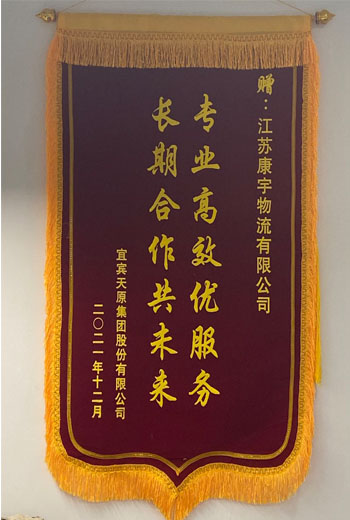 赠：江苏康宇物流有限公司
专业高效优服务
长期合作共未来
宜宾天原集团股份有限公司
二〇二一年十二月